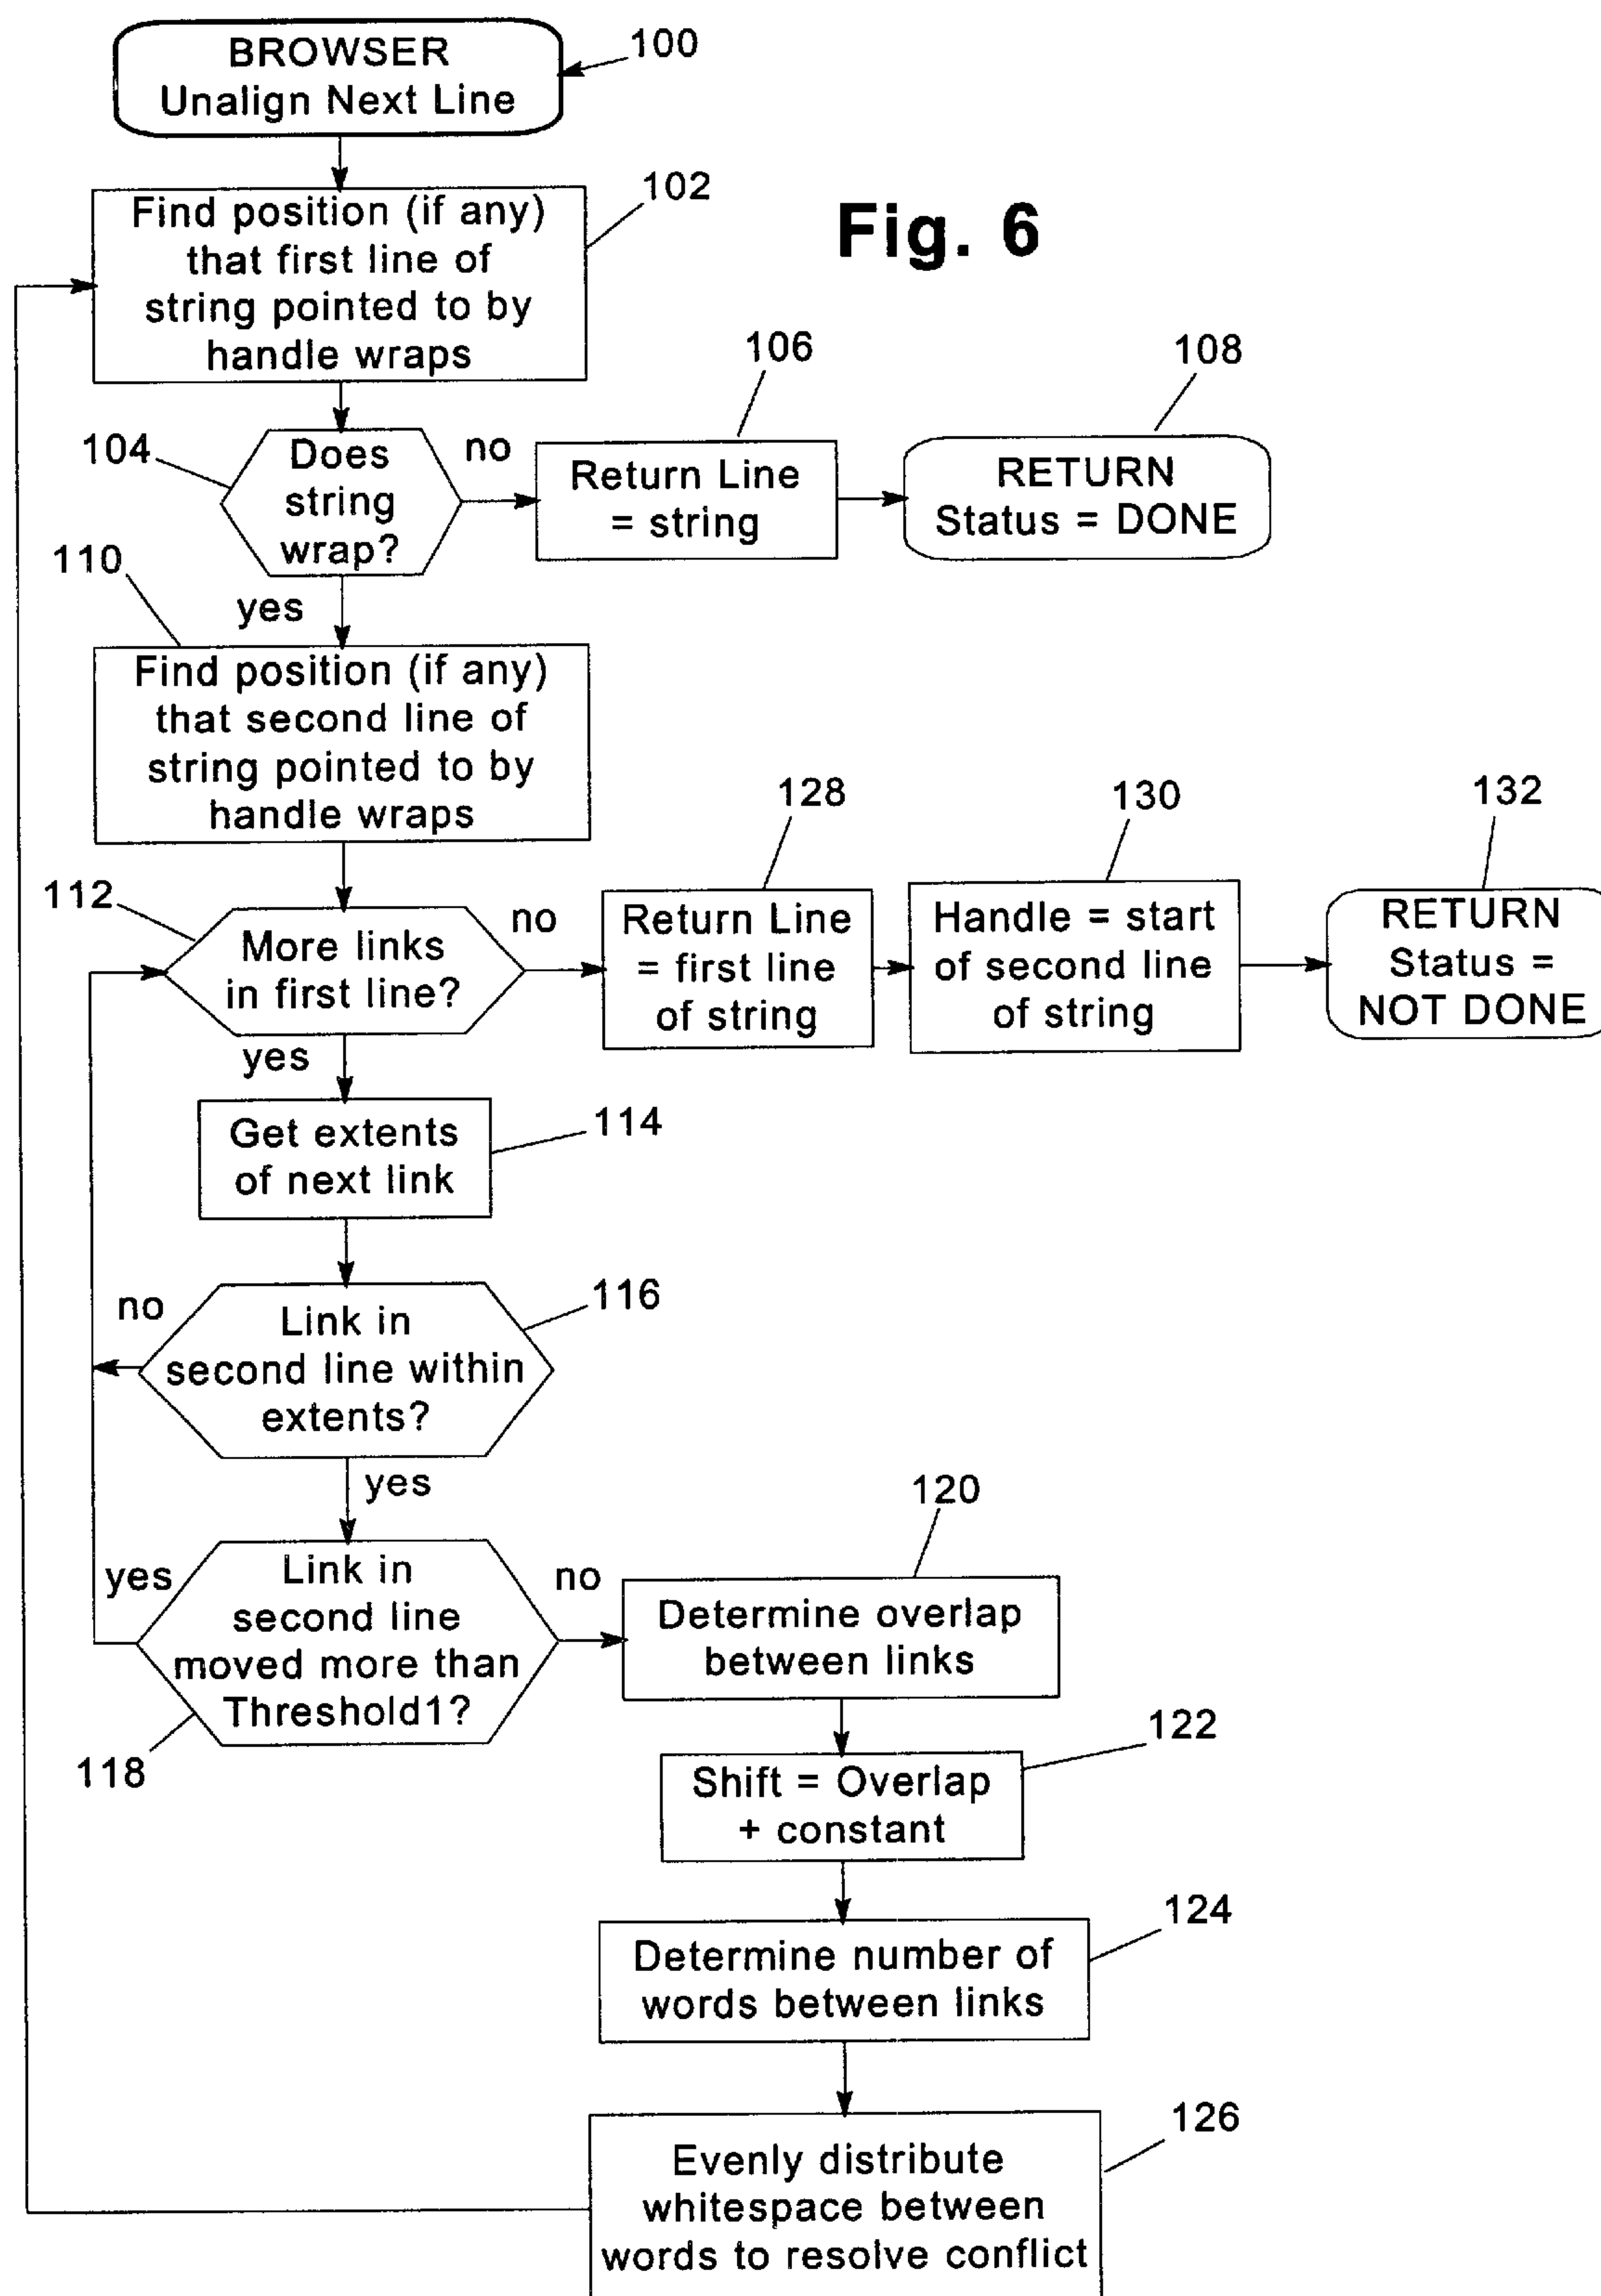 BROWSER
Unalign Next Line
100
Find position (if any)
that first line of
string pointed to by
handle wraps
102
Fig. 6
104
Does
string
wrap?
no
yes
106
Return Line
= string
108
RETURN
Status = DONE
110
Find position (if any)
that second line of
string pointed to by
handle wraps
112
More links
in first line?
no
yes
128
Return Line
= first line
of string
130
Handle = start
of second line
of string
132
RETURN
Status =
NOT DONE
Get extents
of next link
114
no
Link in
second line within
extents?
116
yes
yes
Link in
second line
moved more than
Threshold1?
118
no
120
Determine overlap
between links
122
Shift = Overlap
+ constant
124
Determine number of
words between links
126
Evenly distribute
whitespace between
words to resolve conflict